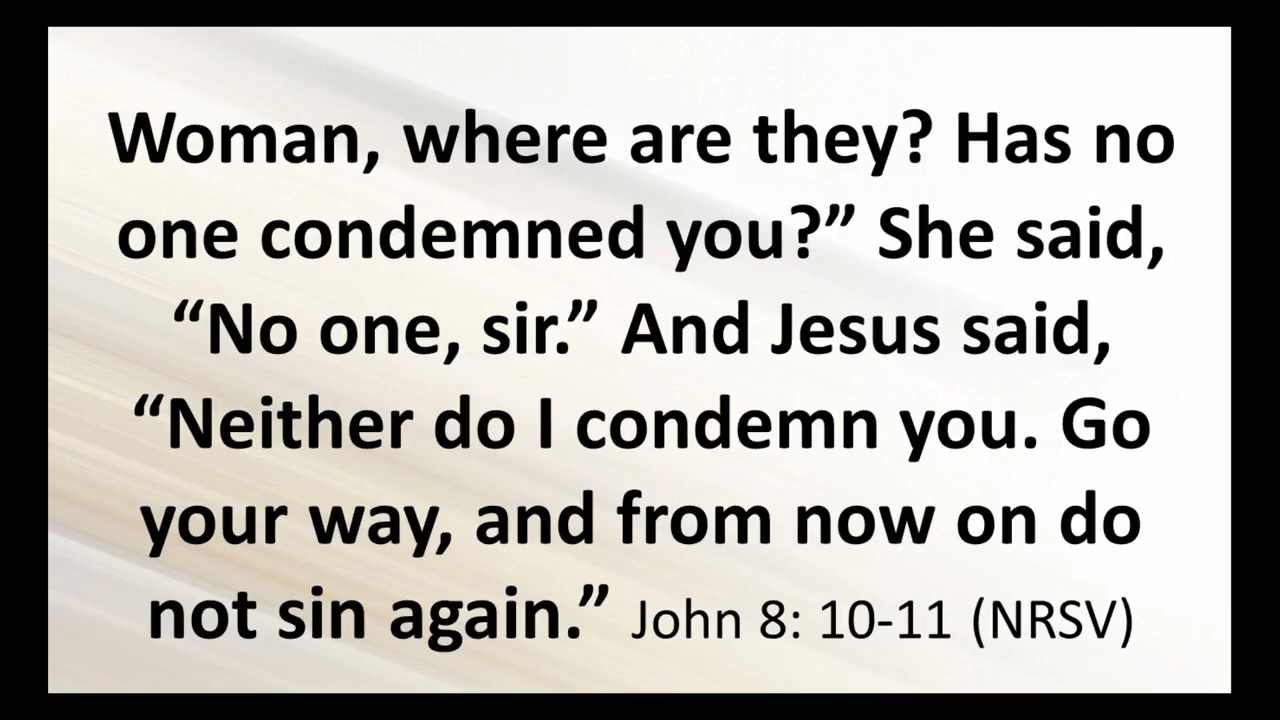 Woman, where are they? Has no
one condemned you?” She said,
“No one, sir.” And Jesus said,
“Neither do I condemn you. Go
your way, and from now on do
not sin again.” John 8: 10-11 (NRSV)